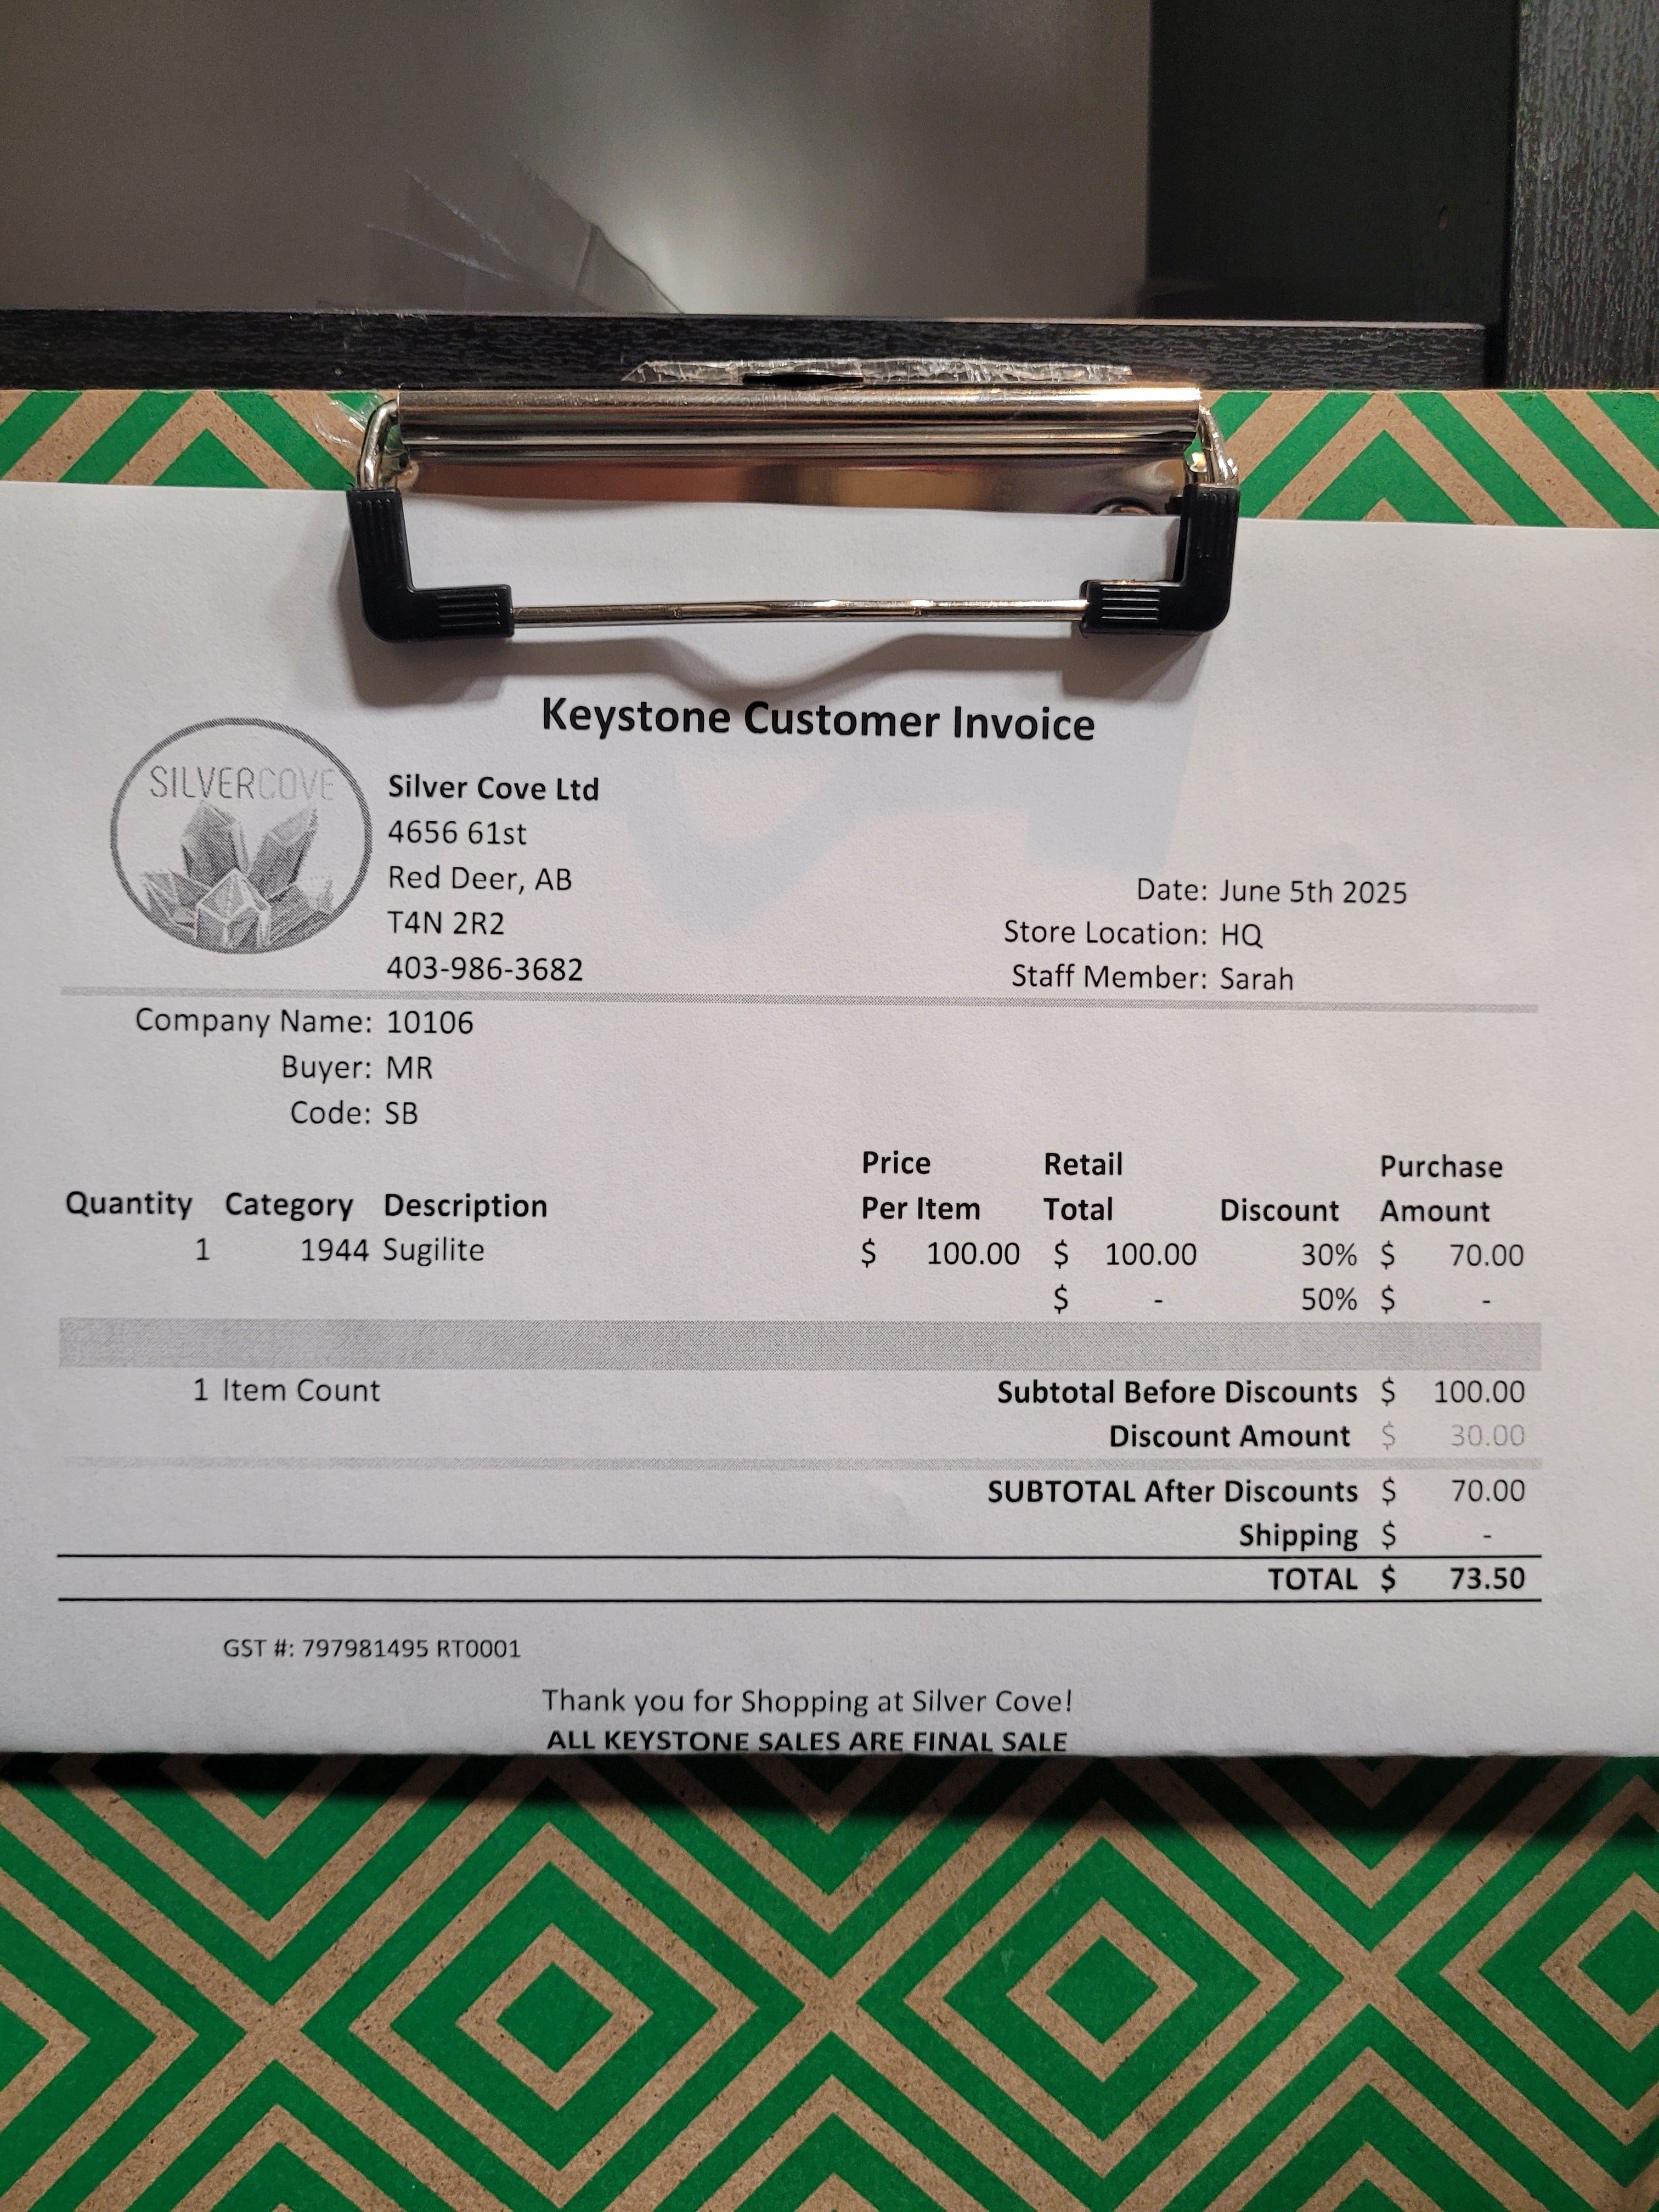 Keystone Customer Invoice
SILVERCOVE
Silver Cove Ltd
4656 61st
Red Deer, AB
T4N 2R2
403-986-3682
Date: June 5th 2025
Store Location: HQ
Staff Member: Sarah
Company Name: 10106
Buyer: MR
Code: SB
Quantity Category Description Price Per Item Retail Total Discount Purchase Amount
1 1944 Sugilite $ 100.00 $ 100.00 30% $ 70.00
$ - 50% $ -
1 Item Count
Subtotal Before Discounts $ 100.00
Discount Amount $ 30.00
SUBTOTAL After Discounts $ 70.00
Shipping $ -
TOTAL $ 73.50
GST #: 797981495 RT0001
Thank you for Shopping at Silver Cove!
ALL KEYSTONE SALES ARE FINAL SALE